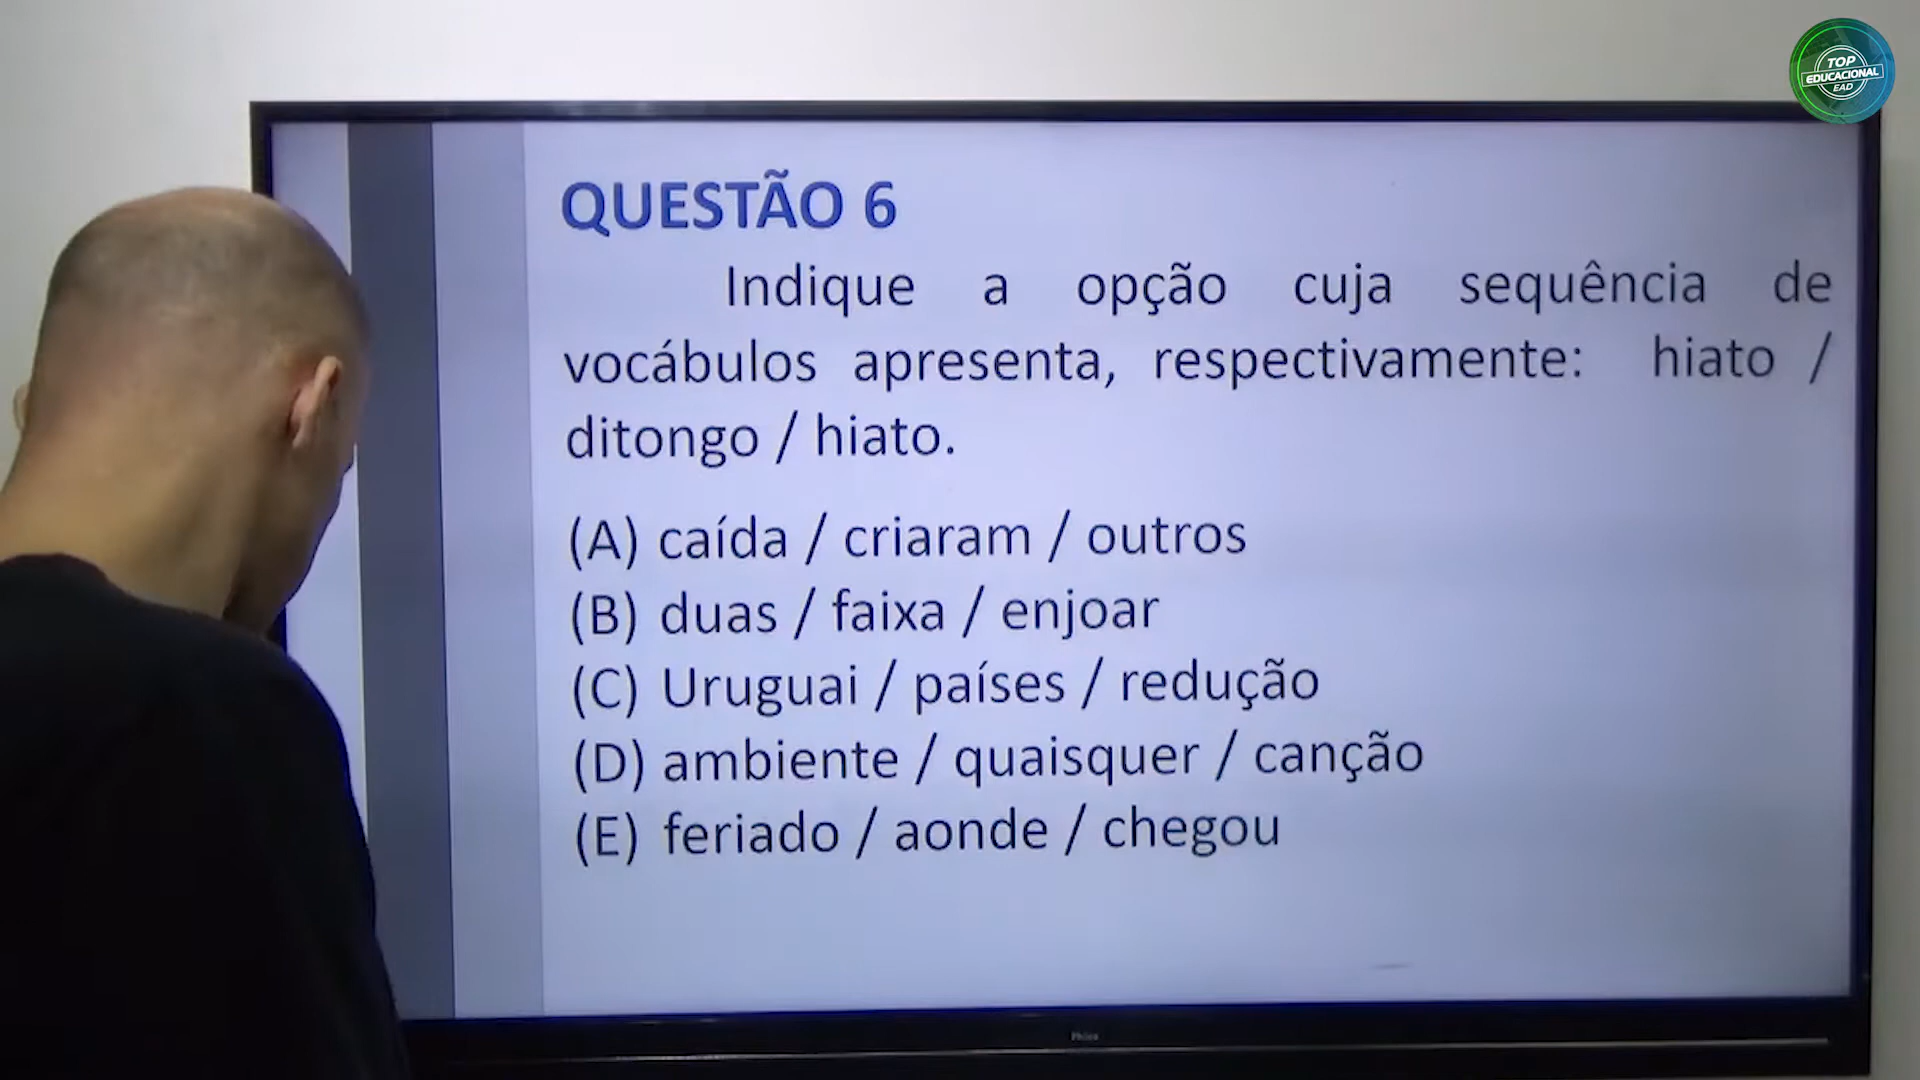 TOP
EDUCACIONAL
EAD
QUESTÃO 6
Indique a opção cuja sequência de
vocábulos apresenta, respectivamente: hiato /
ditongo / hiato.
(A) caída / criaram / outros
(B) duas / faixa / enjoar
(C) Uruguai / países / redução
(D) ambiente / quaisquer / canção
(E) feriado / aonde / chegou
Philco